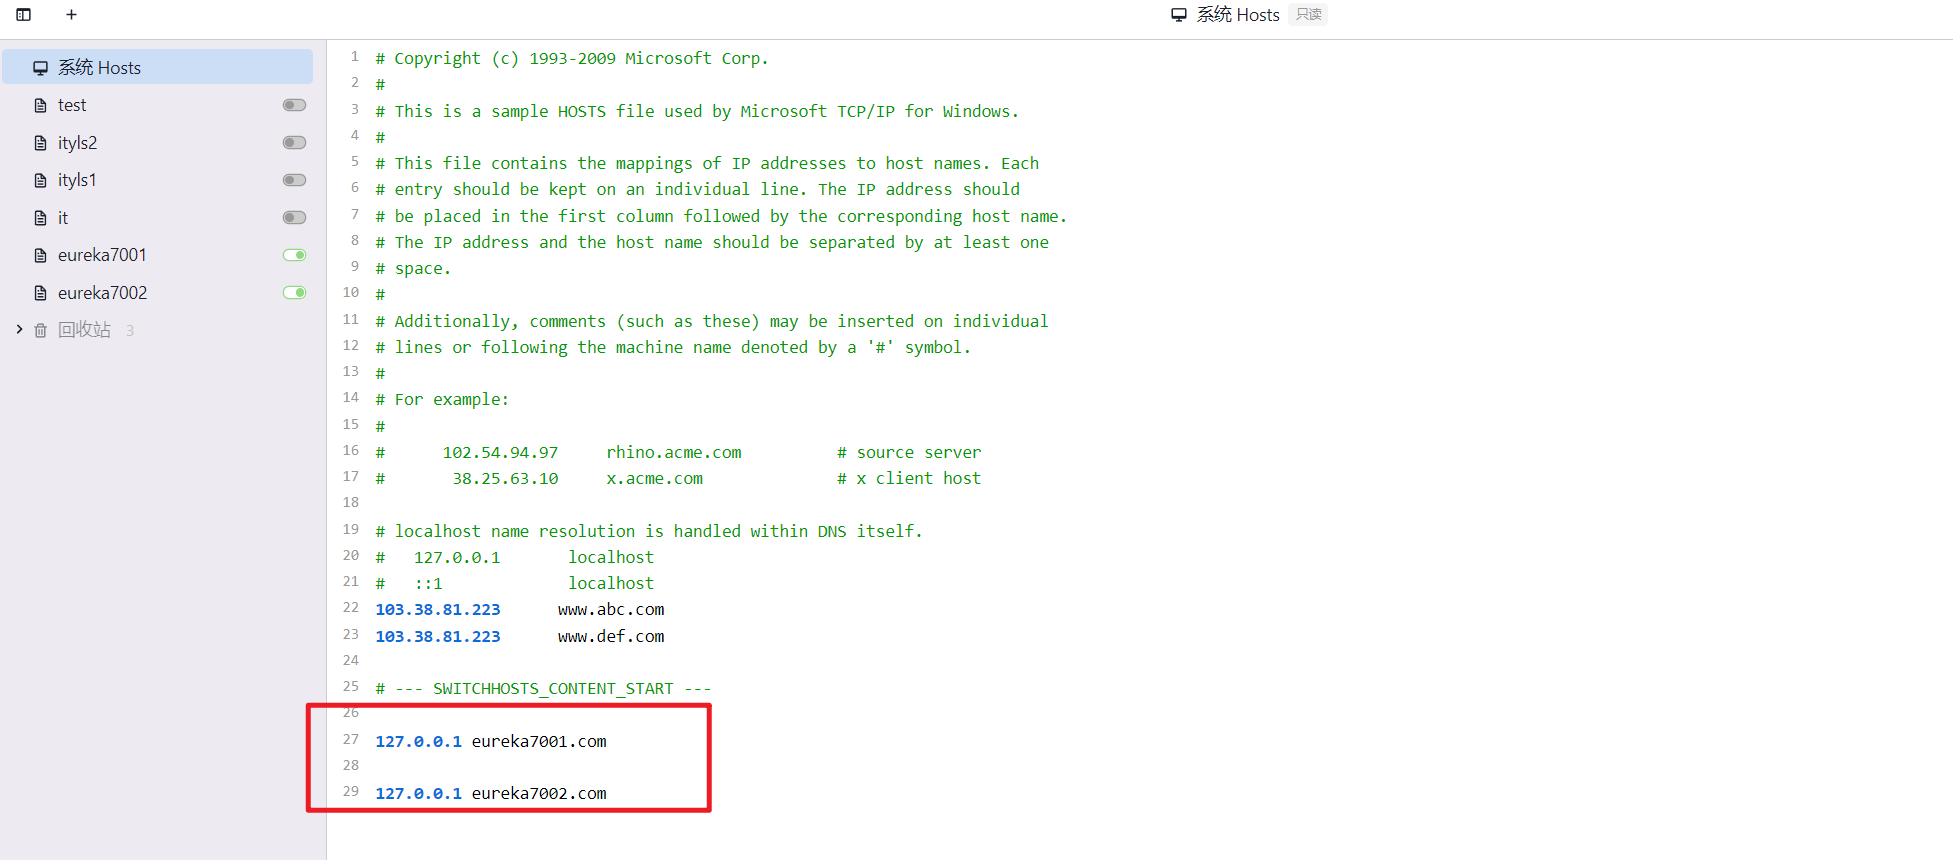 系统 Hosts 只读
系统 Hosts
test
ityls2
ityls1
it
eureka7001
eureka7002
回收站 3
1 # Copyright (c) 1993-2009 Microsoft Corp.
2 #
3 # This is a sample HOSTS file used by Microsoft TCP/IP for Windows.
4 #
5 # This file contains the mappings of IP addresses to host names. Each
6 # entry should be kept on an individual line. The IP address should
7 # be placed in the first column followed by the corresponding host name.
8 # The IP address and the host name should be separated by at least one
9 # space.
10 #
11 # Additionally, comments (such as these) may be inserted on individual
12 # lines or following the machine name denoted by a '#' symbol.
13 #
14 # For example:
15 #
16 #      102.54.94.97     rhino.acme.com          # source server
17 #       38.25.63.10     x.acme.com              # x client host
18
19 # localhost name resolution is handled within DNS itself.
20 #   127.0.0.1       localhost
21 #   ::1             localhost
22 103.38.81.223      www.abc.com
23 103.38.81.223      www.def.com
24
25 # --- SWITCHHOSTS_CONTENT_START ---
26
27 127.0.0.1 eureka7001.com
28
29 127.0.0.1 eureka7002.com